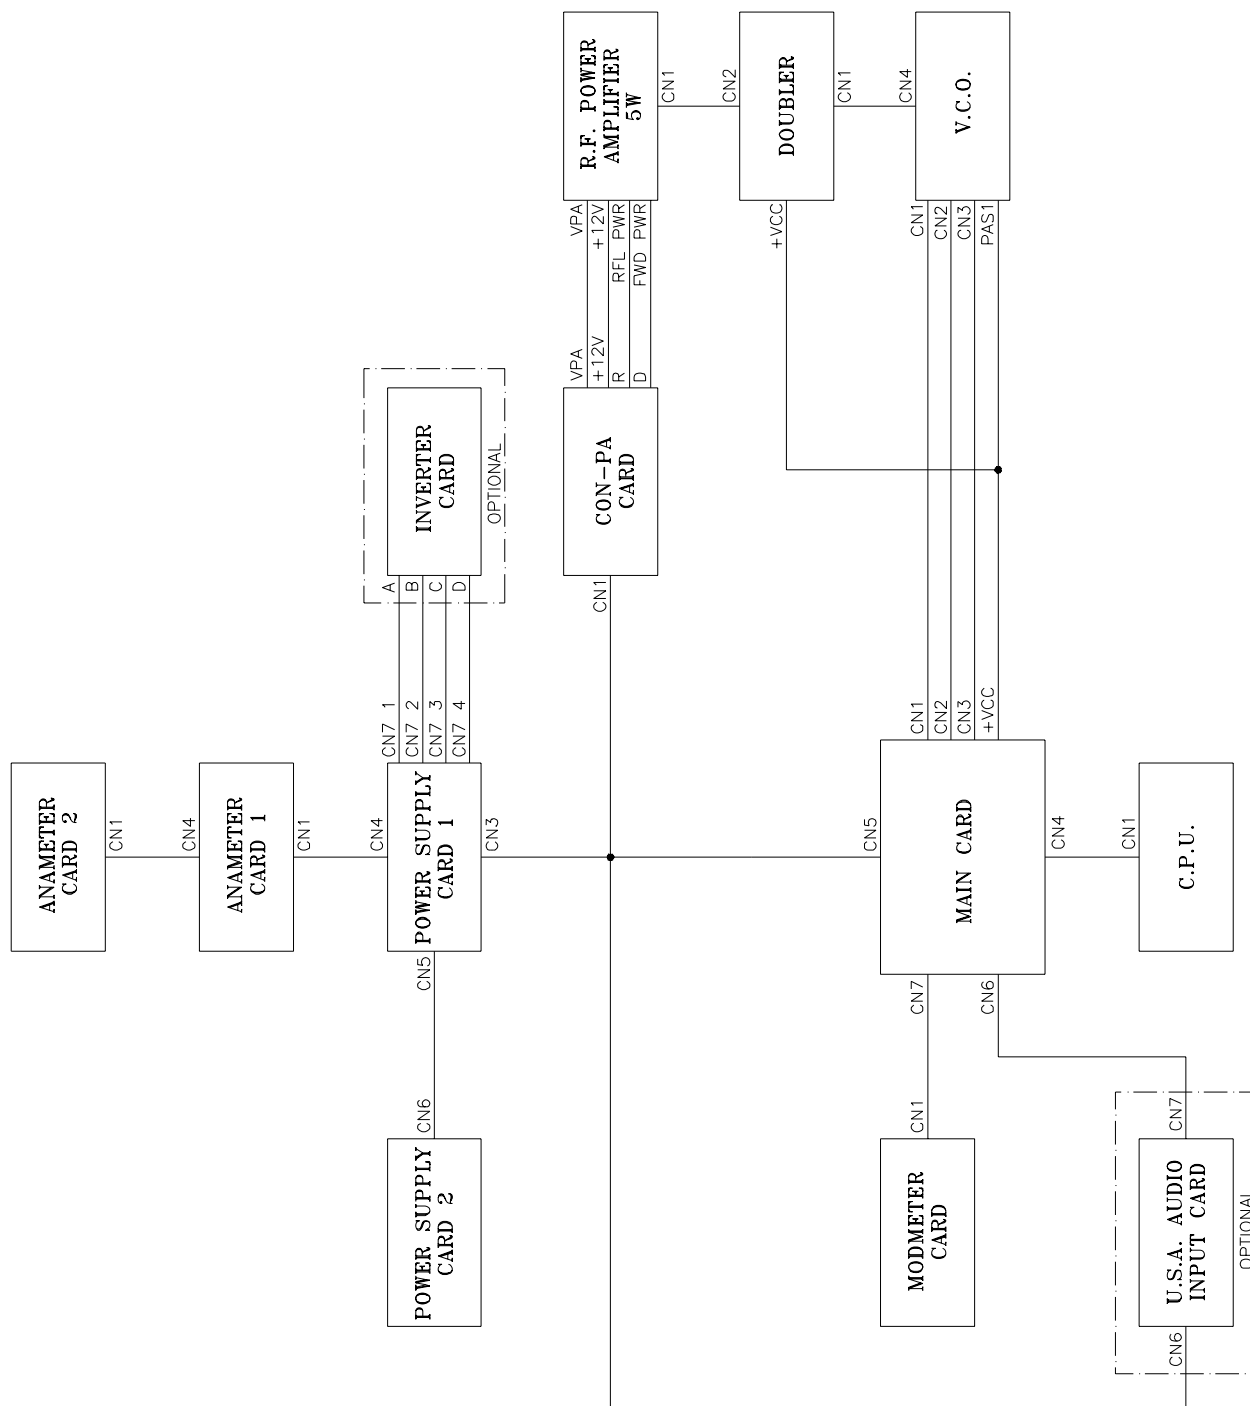 ANAMETER
CARD 2
CN1
CN4
ANAMETER
CARD 1
CN1
CN4
POWER SUPPLY
CARD 1
CN5
CN3
CN7 1
CN7 2
CN7 3
CN7 4
A
B
C
D
INVERTER
CARD
OPTIONAL
CN6
POWER SUPPLY
CARD 2
CN1
CON-PA
CARD
VPA
+12V
R
D
VPA
+12V
RFL PWR
FWD PWR
R.F. POWER
AMPLIFIER
5W
CN1
CN2
DOUBLER
+VCC
CN1
CN4
V.C.O.
CN1
CN2
CN3
PAS1
CN1
CN2
CN3
+VCC
CN5
MAIN CARD
CN4
CN7
CN6
CN1
C.P.U.
CN1
MODMETER
CARD
CN7
U.S.A. AUDIO
INPUT CARD
OPTIONAL
CN6